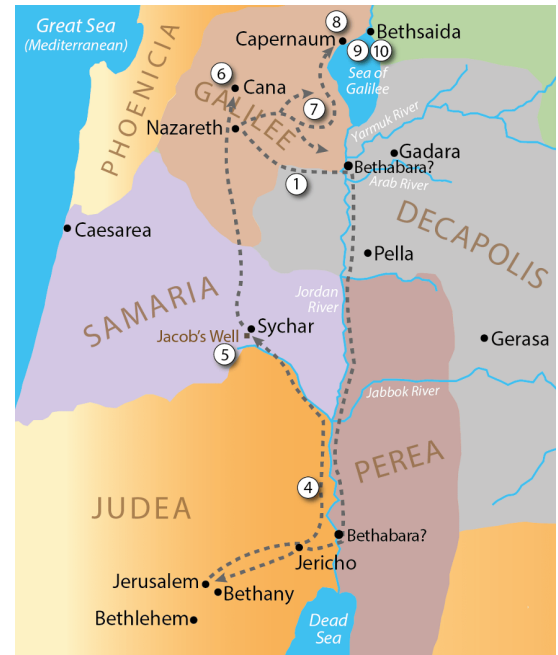 Great Sea
(Mediterranean)
8
Bethsaida
Capernaum
9
10
PHOENICIA
6
Cana
Sea of
Galilee
GALILEE
7
Yarmuk River
Nazareth
Gadara
Bethabara?
Arab River
1
DECAPOLIS
Caesarea
Pella
SAMARIA
Jordan
River
Sychar
Jacob's Well
5
Gerasa
Jabbok River
PEREA
4
JUDEA
Bethabara?
Jericho
Jerusalem
Bethany
Bethlehem
Dead
Sea